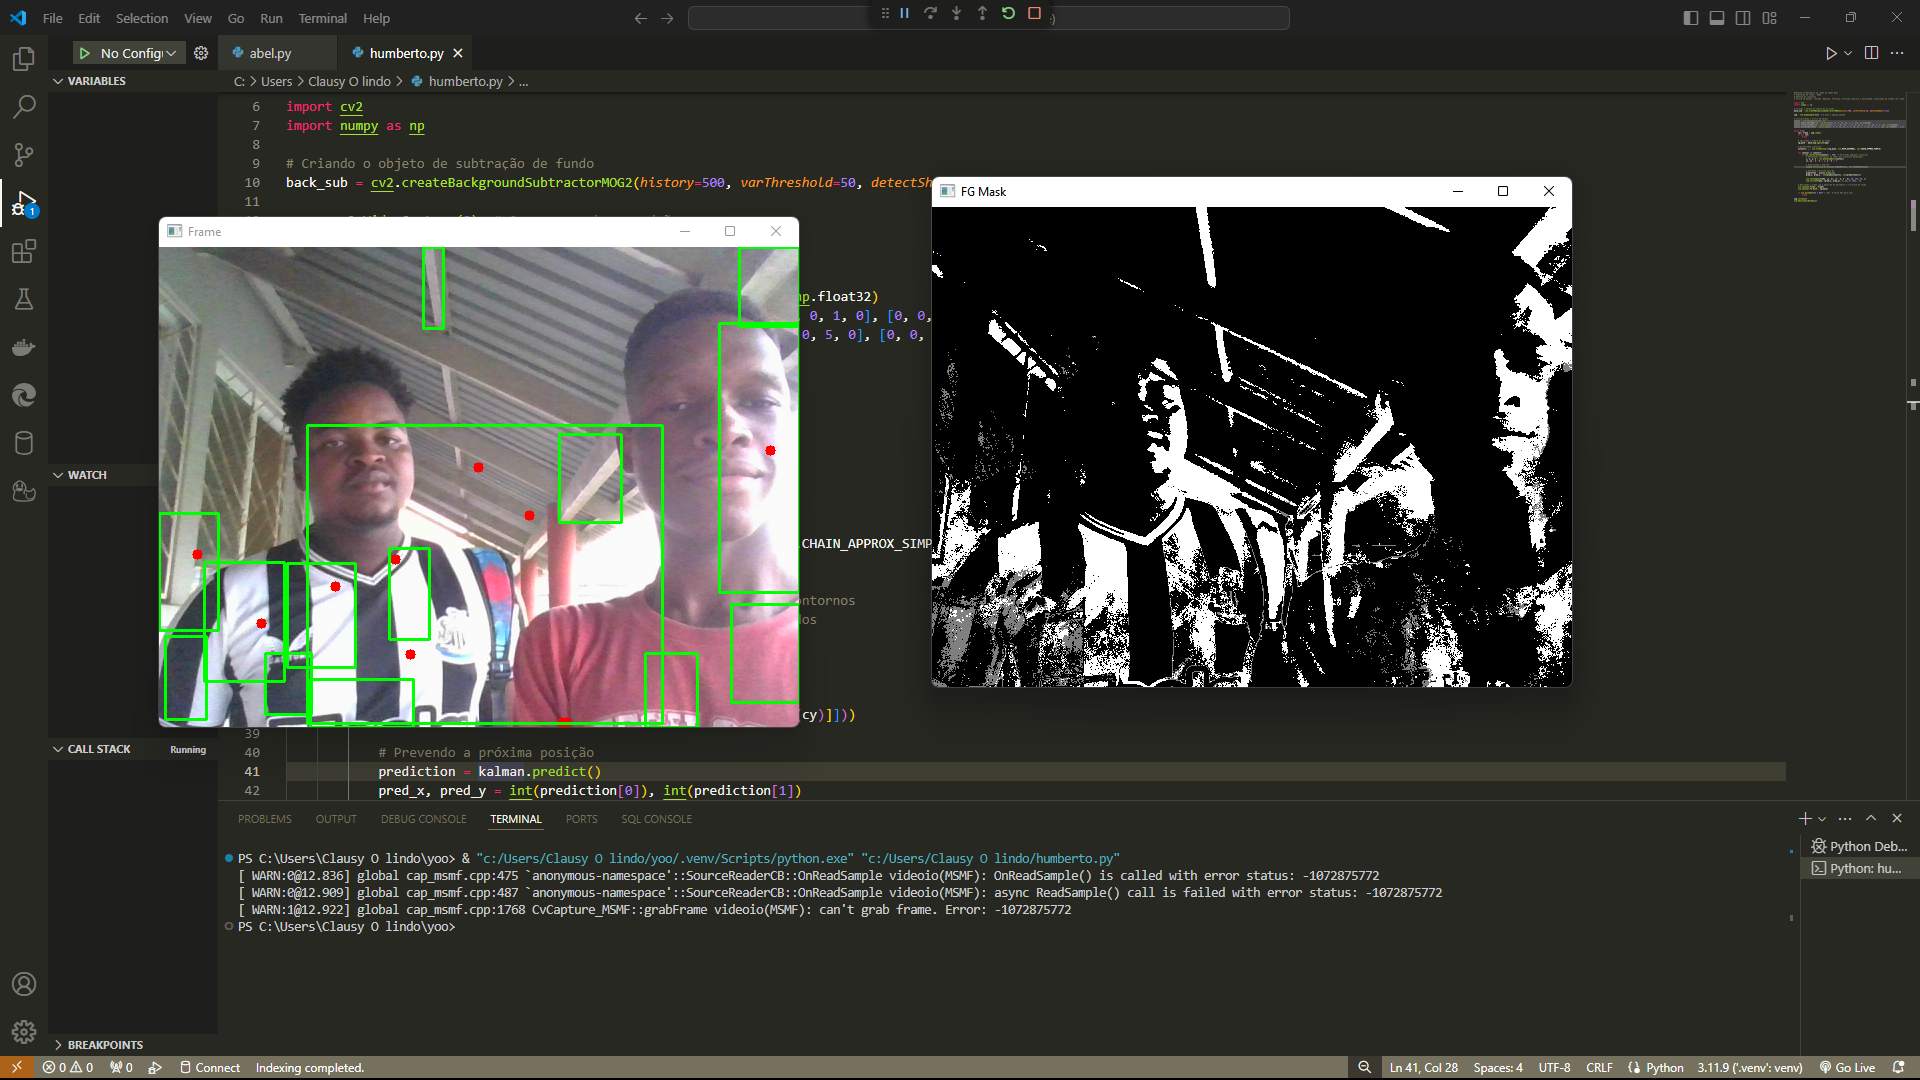 File Edit Selection View Go Run Terminal Help
No Config
abel.py
humberto.py
VARIABLES
C: > Users > Clausy O lindo > humberto.py > ...
6 import cv2
7 import numpy as np
8
9 # Criando o objeto de subtração de fundo
10 back_sub = cv2.createBackgroundSubtractorMOG2(history=500, varThreshold=50, detectSh
11
FG Mask
Frame
np.float32)
0, 1, 0], [0, 0,
0, 5, 0], [0, 0,
WATCH
CHAIN_APPROX_SIMP
ontornos
dos
(cy)]]))
39
CALL STACK Running
40 # Prevendo a próxima posição
41 prediction = kalman.predict()
42 pred_x, pred_y = int(prediction[0]), int(prediction[1])
PROBLEMS OUTPUT DEBUG CONSOLE TERMINAL PORTS SQL CONSOLE
Python Deb...
Python: hu...
PS C:\Users\Clausy O lindo\yoo> & "c:/Users/Clausy O lindo/yoo/.venv/Scripts/python.exe" "c:/Users/Clausy O lindo/humberto.py"
[ WARN:0@12.836] global cap_msmf.cpp:475 `anonymous-namespace'::SourceReaderCB::OnReadSample videoio(MSMF): OnReadSample() is called with error status: -1072875772
[ WARN:0@12.909] global cap_msmf.cpp:487 `anonymous-namespace'::SourceReaderCB::OnReadSample videoio(MSMF): async ReadSample() call is failed with error status: -1072875772
[ WARN:1@12.922] global cap_msmf.cpp:1768 CvCapture_MSMF::grabFrame videoio(MSMF): can't grab frame. Error: -1072875772
PS C:\Users\Clausy O lindo\yoo>
BREAKPOINTS
0 0 0 Connect Indexing completed. Ln 41, Col 28 Spaces: 4 UTF-8 CRLF Python 3.11.9 ('.venv': venv) Go Live